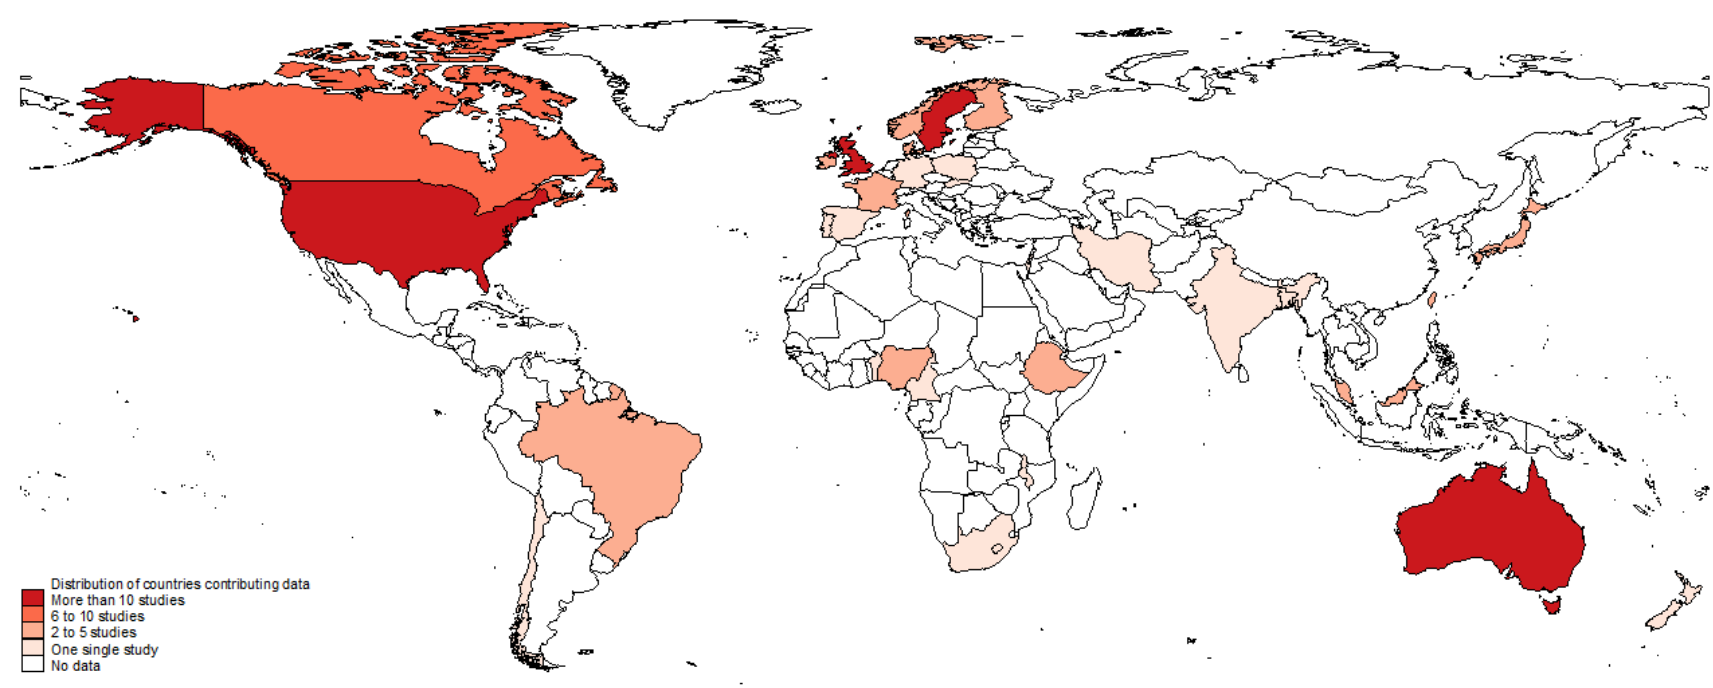 Distribution of countries contributing data
More than 10 studies
6 to 10 studies
2 to 5 studies
One single study
No data